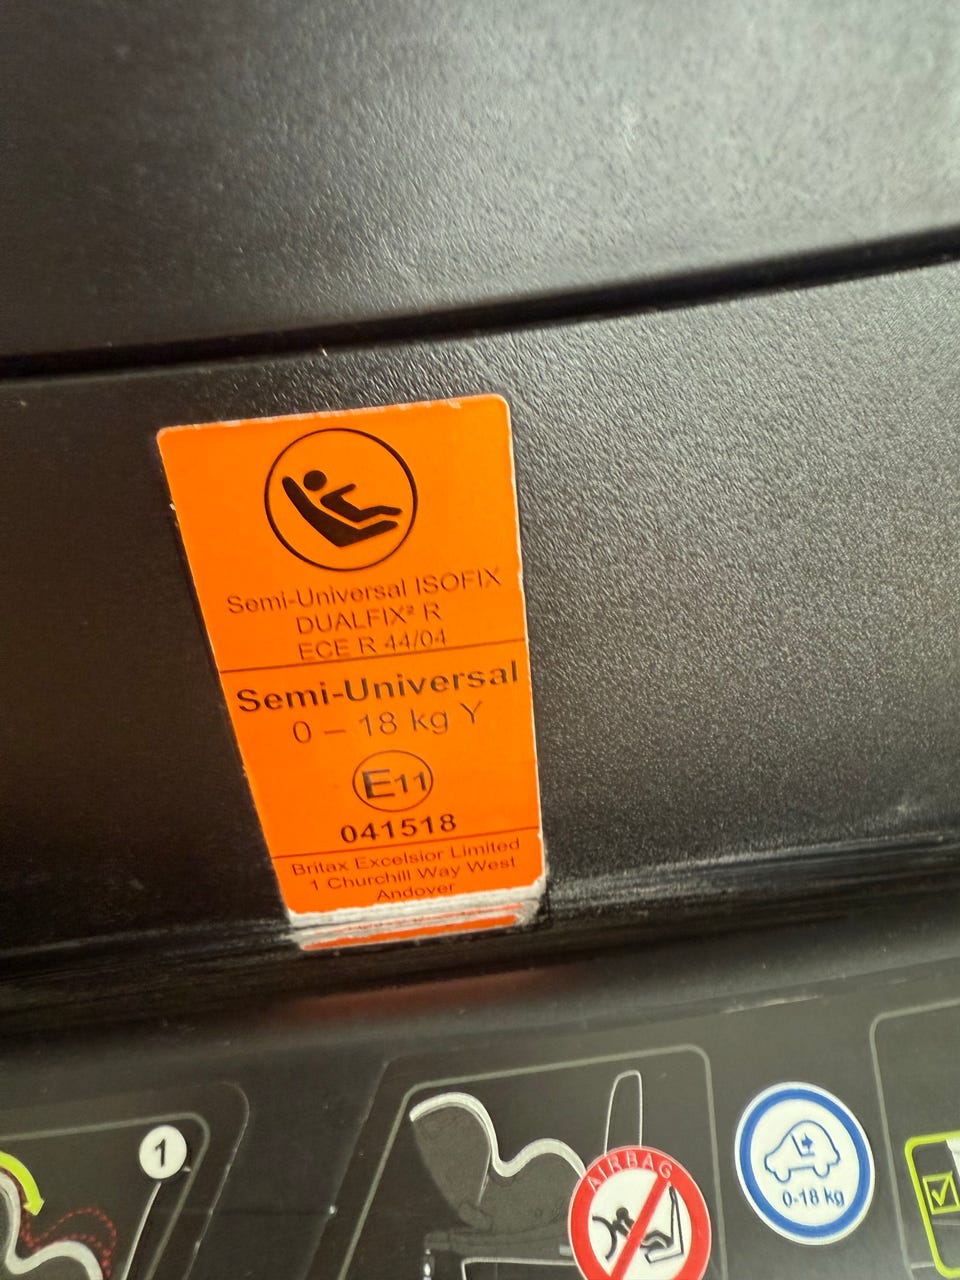 Semi-Universal ISOFIX
DUALFIX² R
ECE R 44/04
Semi-Universal
0 – 18 kg Y
E11
041518
Britax Excelsior Limited
1 Churchill Way West
Andover
1
AIRBAG
0-18 kg